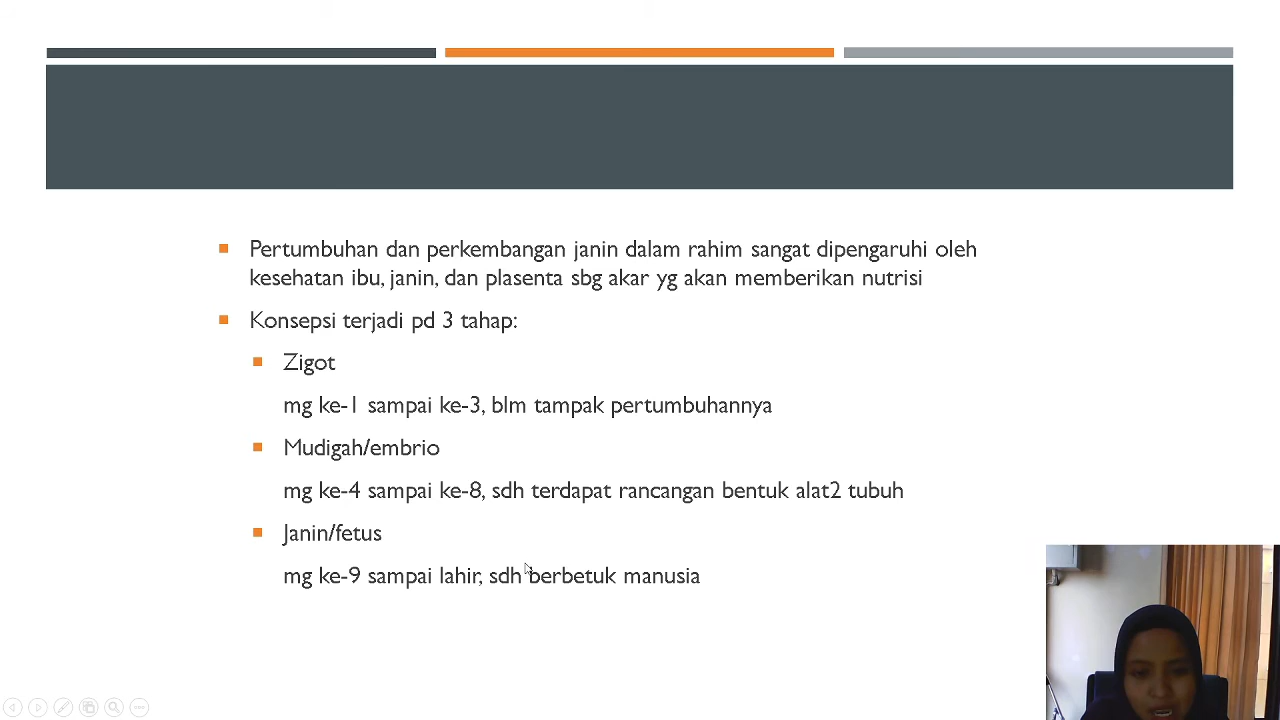 Pertumbuhan dan perkembangan janin dalam rahim sangat dipengaruhi oleh
kesehatan ibu, janin, dan plasenta sbg akar yg akan memberikan nutrisi
Konsepsi terjadi pd 3 tahap:
Zigot
mg ke-1 sampai ke-3, blm tampak pertumbuhannya
Mudigah/embrio
mg ke-4 sampai ke-8, sdh terdapat rancangan bentuk alat2 tubuh
Janin/fetus
mg ke-9 sampai lahir, sdh berbetuk manusia